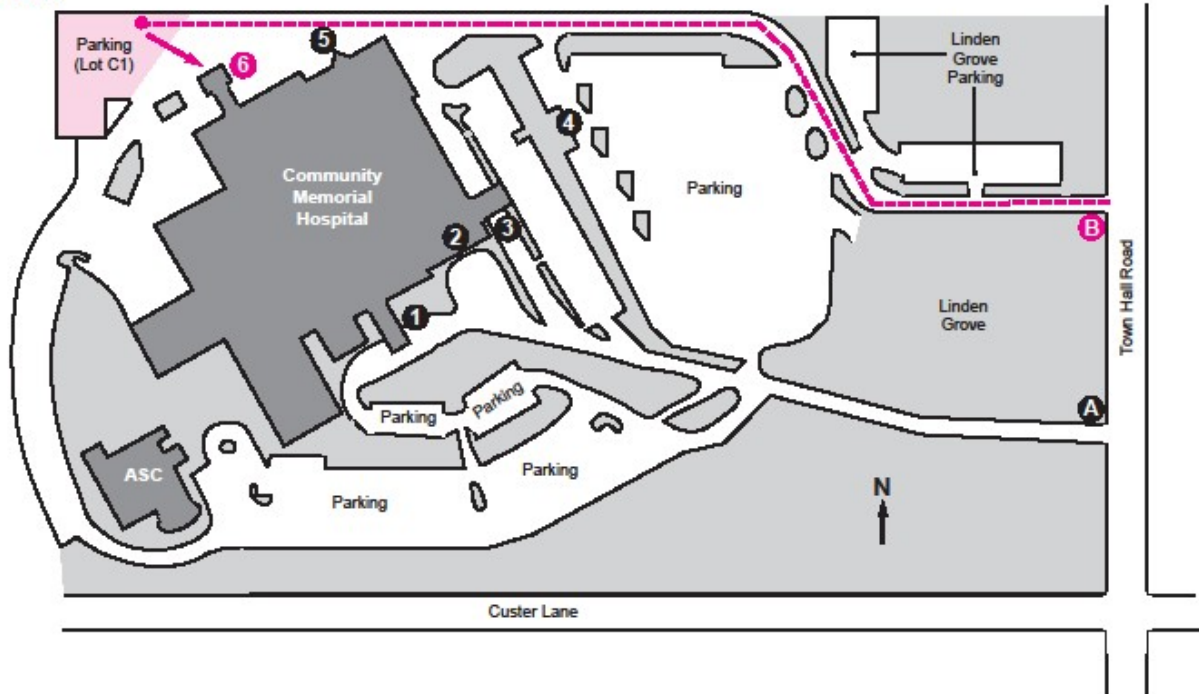 5
6
Parking
(Lot C1)
Linden
Grove
Parking
4
Community
Memorial
Hospital
Parking
3
2
B
1
Linden
Grove
Town Hall Road
Parking
Parking
A
ASC
Parking
Parking
N
Custer Lane